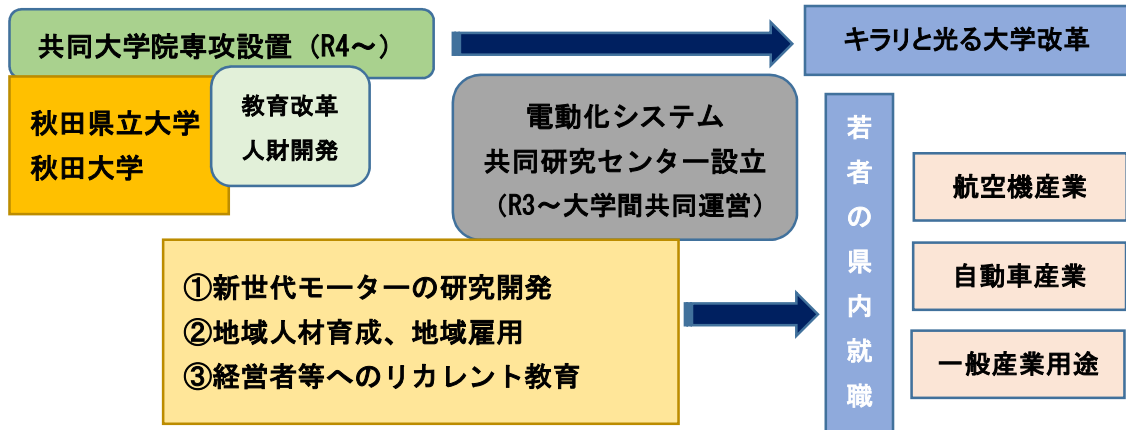 共同大学院専攻設置（R4～）
キラリと光る大学改革
秋田県立大学
秋田大学
教育改革
人財開発
電動化システム
共同研究センター設立
（R3～大学間共同運営）
①新世代モーターの研究開発
②地域人材育成、地域雇用
③経営者等へのリカレント教育
若者の県内就職
航空機産業
自動車産業
一般産業用途